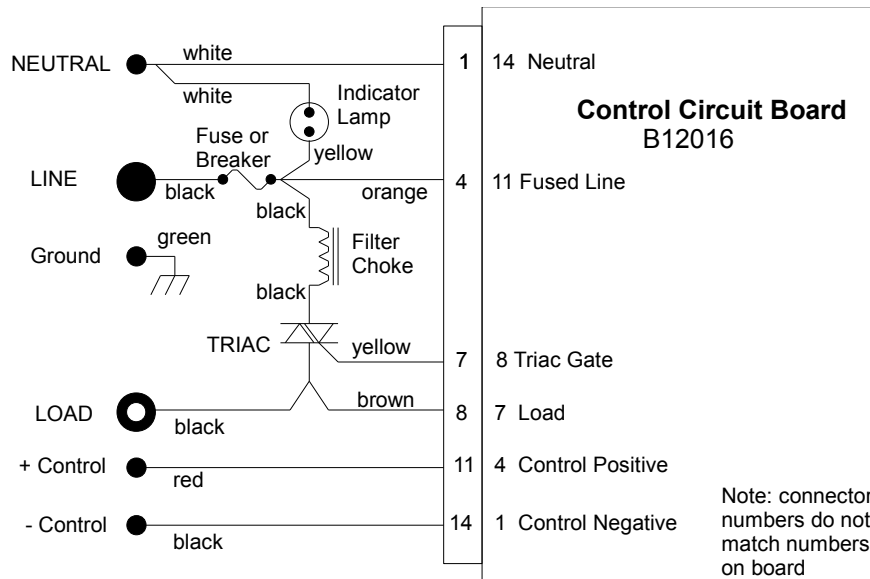 NEUTRAL
white
1
14 Neutral
white
Indicator
Lamp
Control Circuit Board
B12016
Fuse or
Breaker
yellow
LINE
black
orange
4
11 Fused Line
black
Ground
green
Filter
Choke
black
TRIAC
yellow
7
8 Triac Gate
LOAD
black
brown
8
7 Load
+ Control
red
11
4 Control Positive
- Control
black
14
1 Control Negative
Note: connector
numbers do not
match numbers
on board